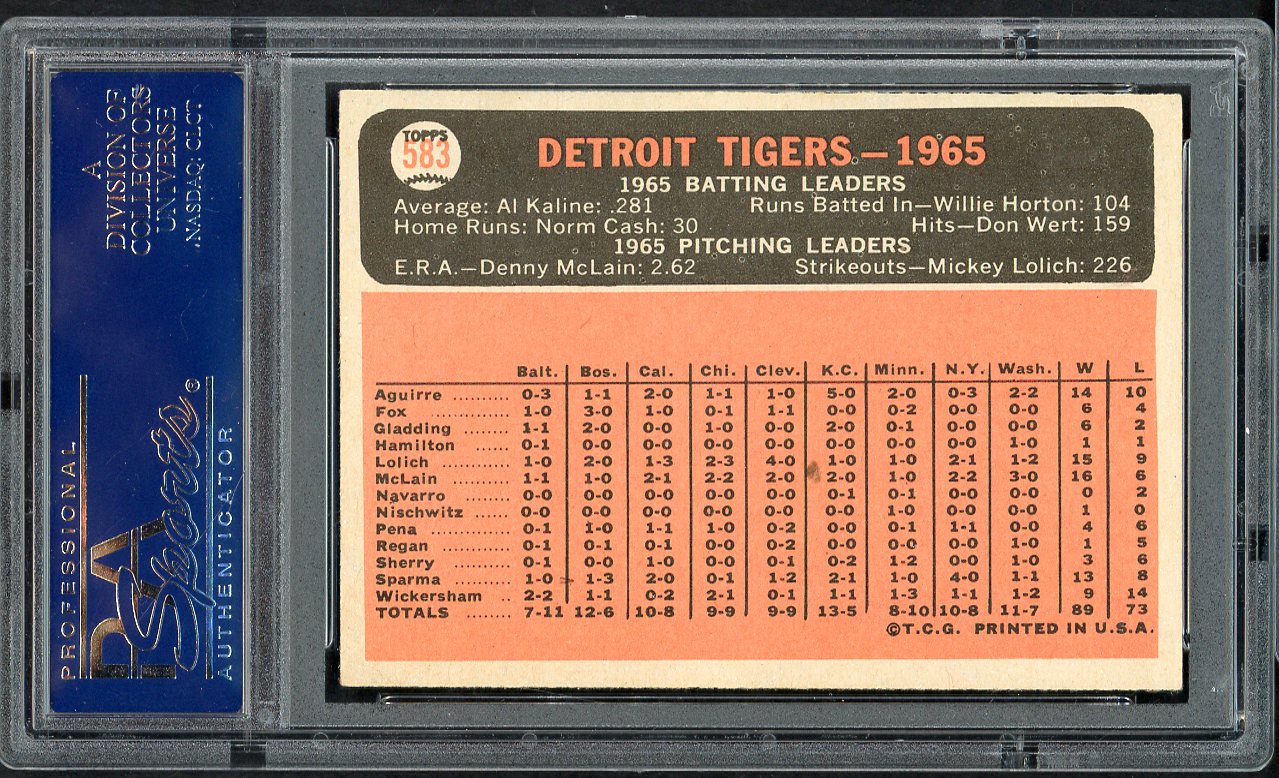 A
DIVISION OF
COLLECTORS
UNIVERSE
NASDAQ: CLCT
PROFESSIONAL
PSA
Sports®
AUTHENTICATOR
TOPPS
583
DETROIT TIGERS—1965
1965 BATTING LEADERS
Average: Al Kaline: .281 Runs Batted In—Willie Horton: 104
Home Runs: Norm Cash: 30 Hits—Don Wert: 159
1965 PITCHING LEADERS
E.R.A.—Denny McLain: 2.62 Strikeouts—Mickey Lolich: 226
Balt. Bos. Cal. Chi. Clev. K.C. Minn. N.Y. Wash. W L
Aguirre .......... 0-3 1-1 2-0 1-1 1-0 5-0 2-0 0-3 2-2 14 10
Fox .............. 1-0 3-0 1-0 0-1 1-1 0-0 0-2 0-0 0-0 6 4
Gladding ........ 1-1 2-0 0-0 1-0 0-0 2-0 0-1 0-0 0-0 6 2
Hamilton ...... 0-1 0-0 0-0 0-0 0-0 0-0 0-0 0-0 1-0 1 1
Lolich ............ 1-0 2-0 1-3 2-3 4-0 1-0 1-0 2-1 1-2 15 9
McLain .......... 1-1 1-0 2-1 2-2 2-0 2-0 1-0 2-2 3-0 16 6
Navarro ........ 0-0 0-0 0-0 0-0 0-0 0-1 0-1 0-0 0-0 0 2
Nischwitz ...... 0-0 0-0 0-0 0-0 0-0 0-0 1-0 0-0 0-0 1 0
Pena .............. 0-1 1-0 1-1 1-0 0-2 0-0 0-1 1-1 0-0 4 6
Regan ............ 0-1 0-1 0-1 0-0 0-2 0-0 0-0 0-0 1-0 1 5
Sherry .......... 0-1 0-0 1-0 0-0 0-1 0-2 1-2 0-0 1-0 3 6
Sparma .......... 1-0 1-3 2-0 0-1 1-2 2-1 1-0 4-0 1-1 13 8
Wickersham .. 2-2 1-1 0-2 2-1 0-1 1-1 1-3 1-1 1-2 9 14
TOTALS ........ 7-11 12-6 10-8 9-9 9-9 13-5 8-10 10-8 11-7 89 73
©T.C.G. PRINTED IN U.S.A.